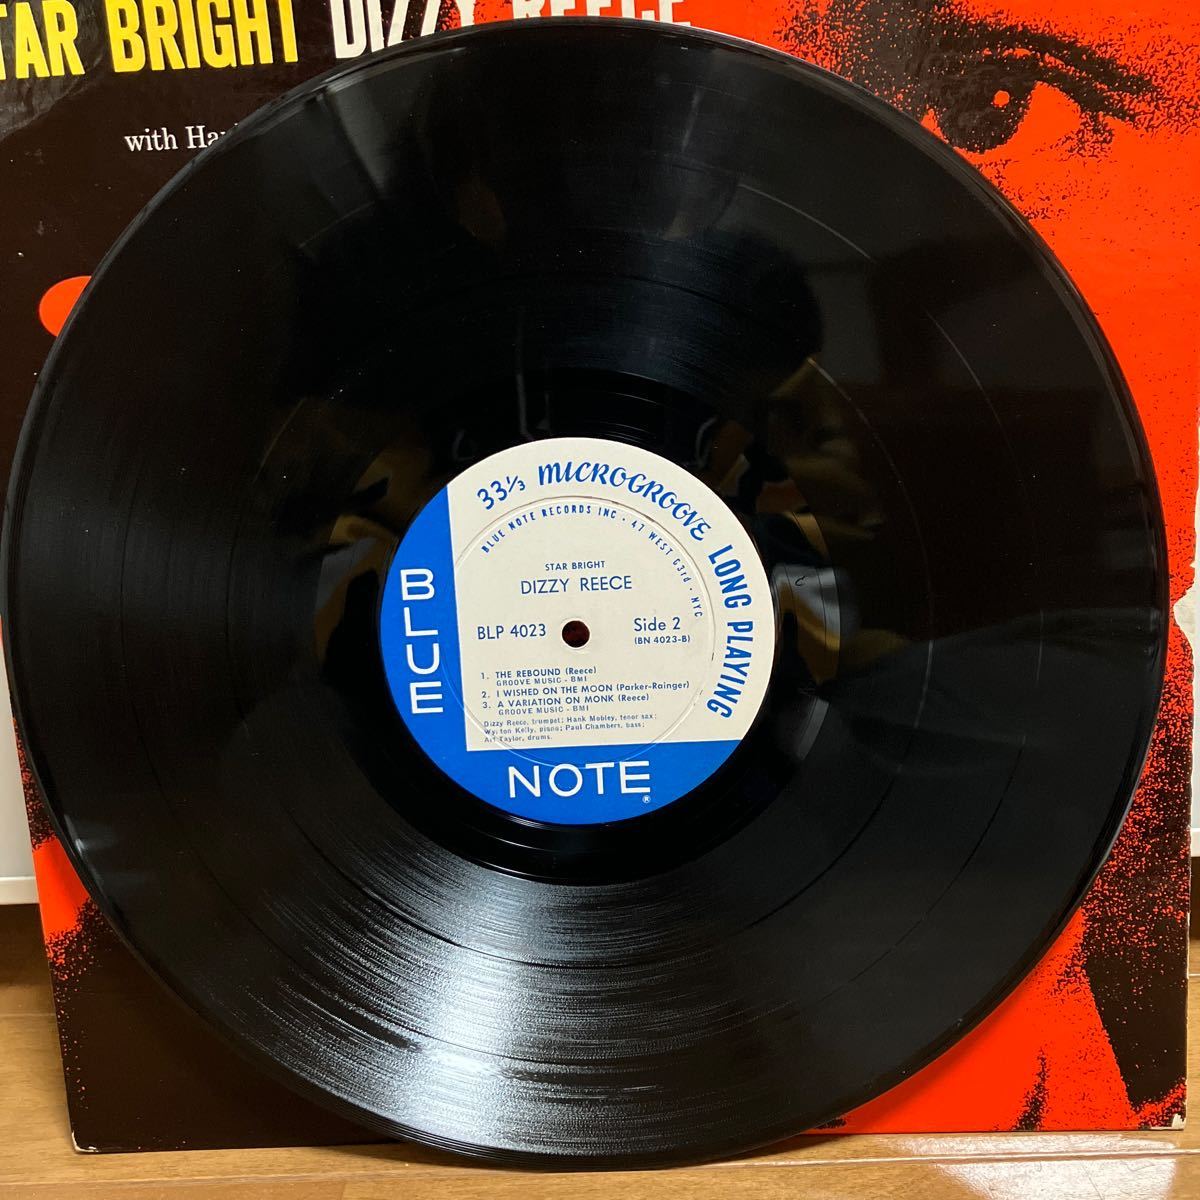 TAR BRIGHT DIZZY REECE
with Ha
33⅓ MICROGROOVE LONG PLAYING
BLUE NOTE RECORDS INC · 47 WEST 63rd · NYC
STAR BRIGHT
DIZZY REECE
BLP 4023
Side 2
(BN 4023-B)
1. THE REBOUND (Reece)
GROOVE MUSIC - BMI
2. I WISHED ON THE MOON (Parker-Rainger)
3. A VARIATION ON MONK (Reece)
GROOVE MUSIC - BMI
Dizzy Reece, trumpet; Hank Mobley, tenor sax;
Wynton Kelly, piano; Paul Chambers, bass;
Art Taylor, drums.
BLUE
NOTE®